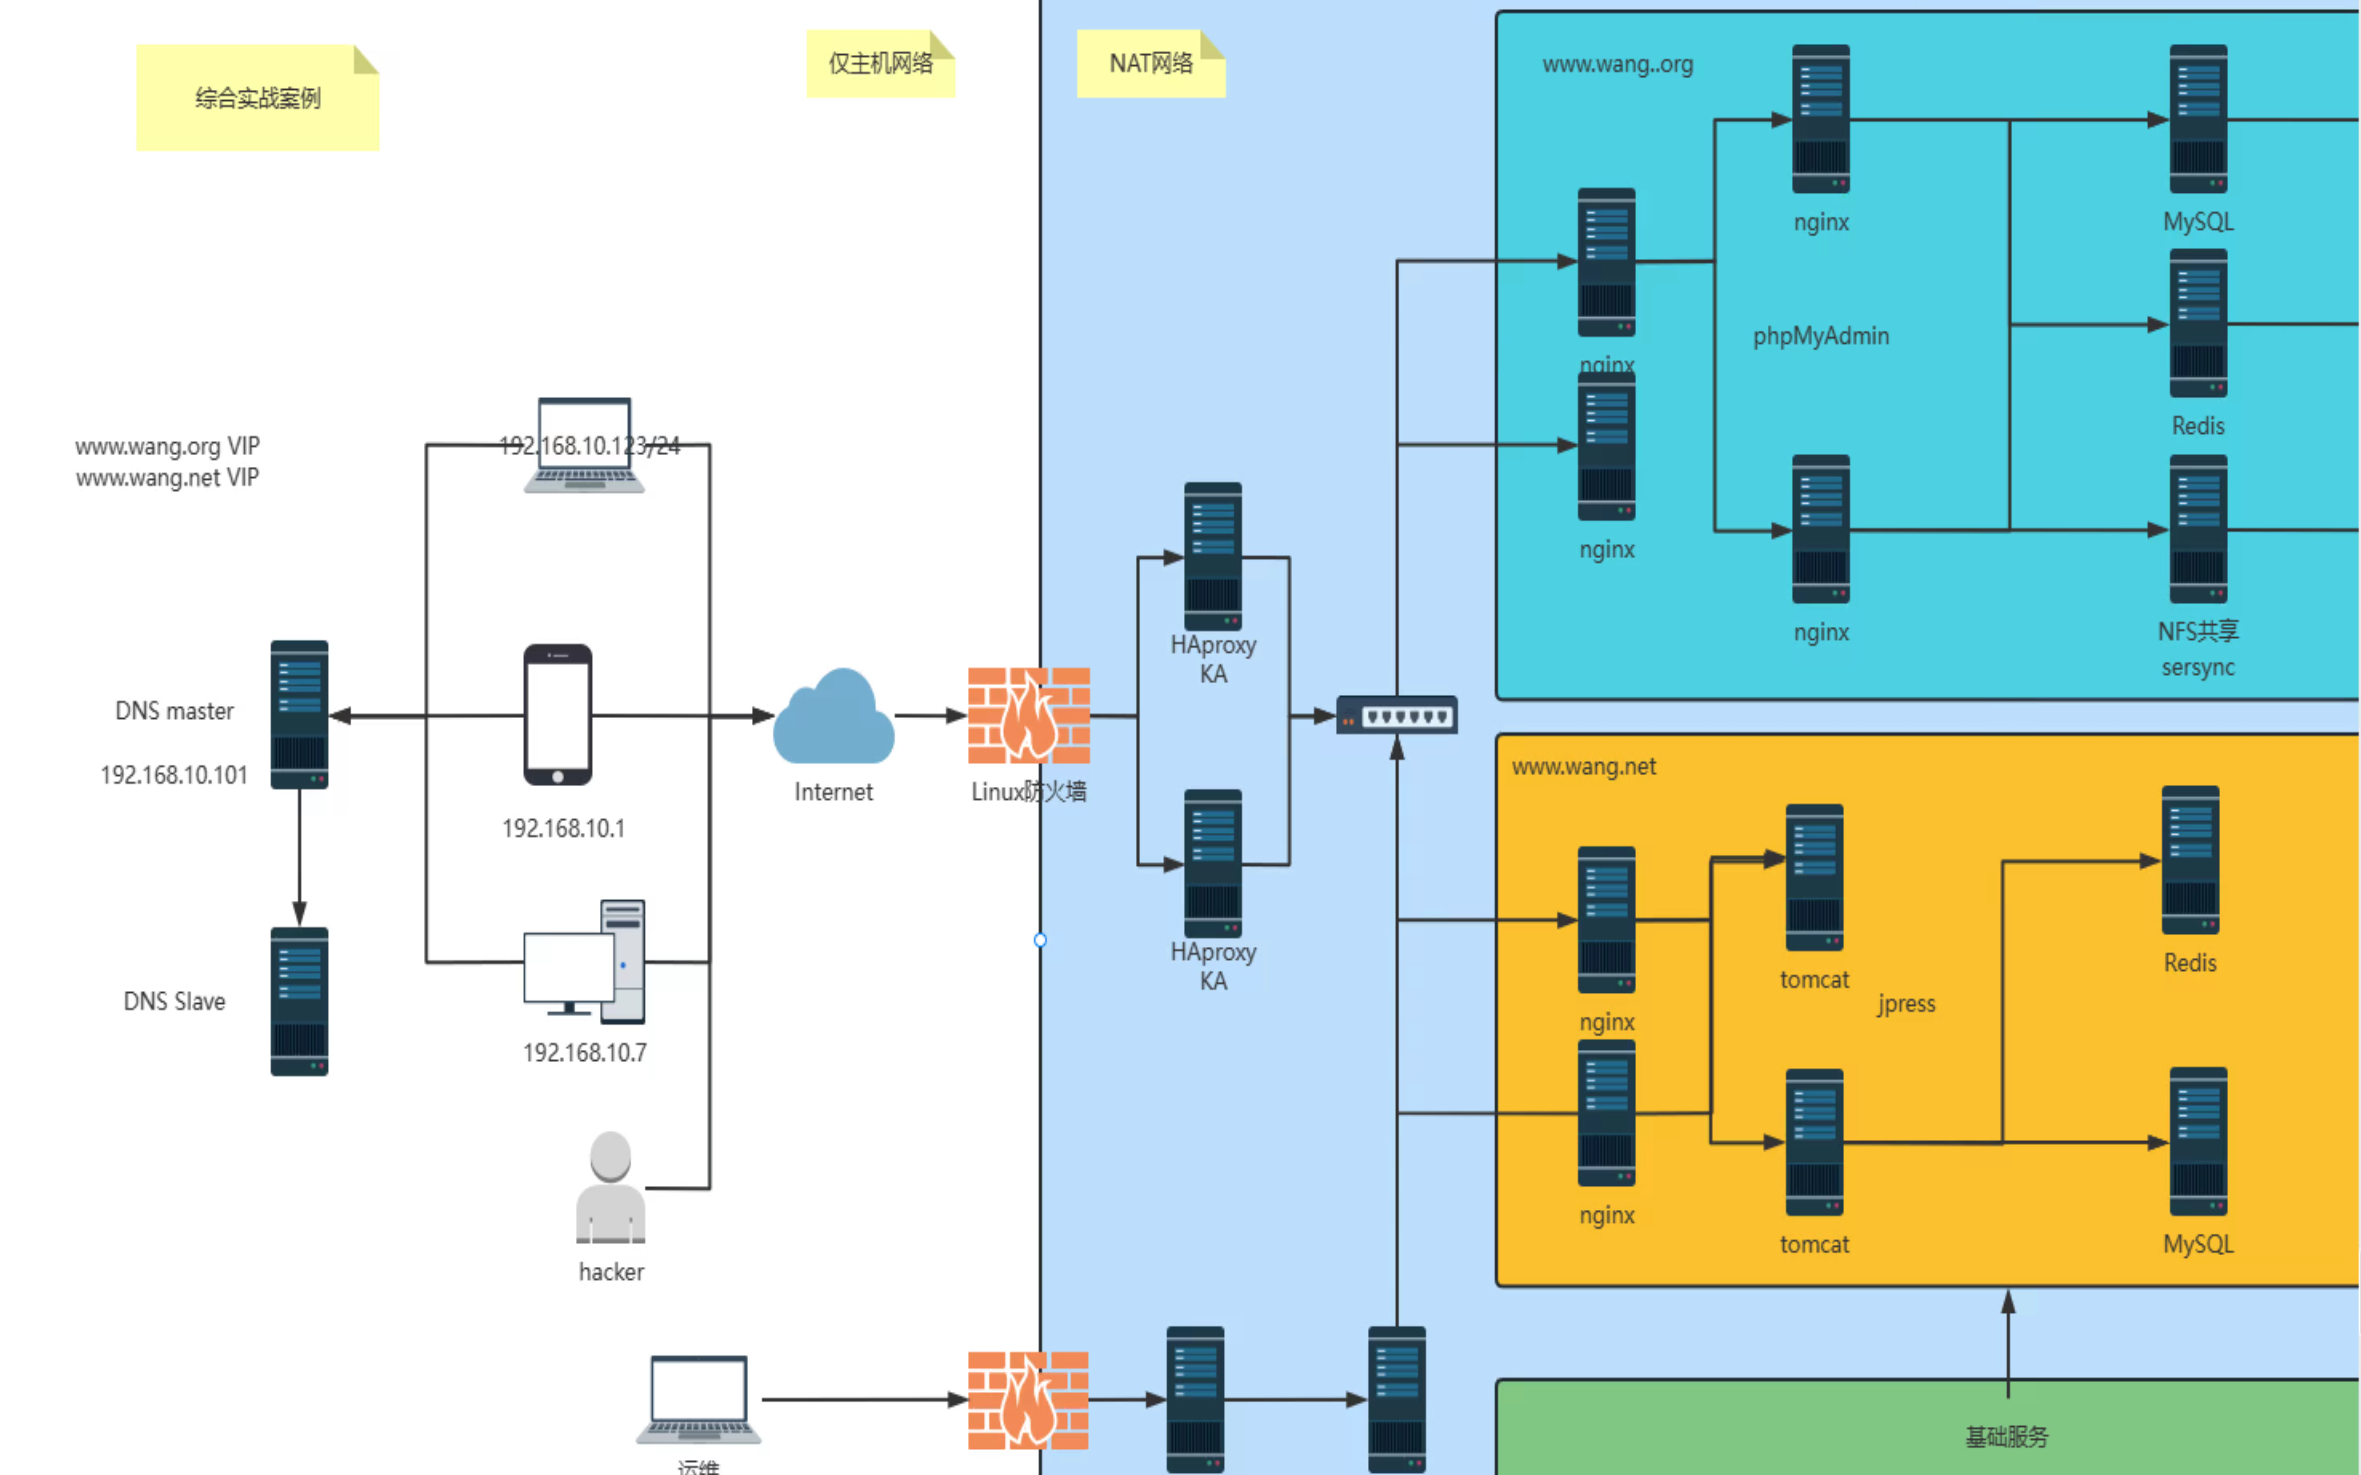 综合实战案例
仅主机网络
NAT网络
www.wang..org
nginx
MySQL
nginx
phpMyAdmin
Redis
nginx
nginx
NFS共享
sersync
www.wang.org VIP
www.wang.net VIP
192.168.10.123/24
HAproxy
KA
DNS master
192.168.10.101
192.168.10.1
Internet
Linux防火墙
HAproxy
KA
DNS Slave
192.168.10.7
hacker
www.wang.net
tomcat
Redis
jpress
nginx
nginx
tomcat
MySQL
运维
基础服务